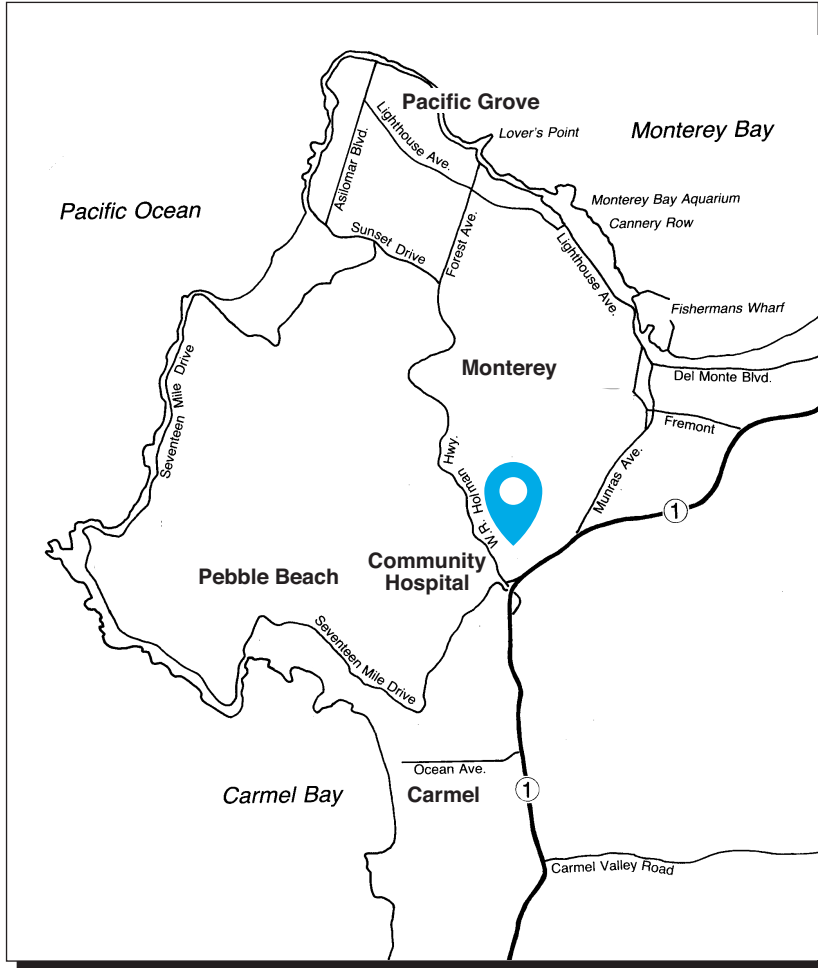 Pacific Grove
Lover's Point
Monterey Bay
Lighthouse Ave.
Asilomar Blvd.
Monterey Bay Aquarium
Cannery Row
Pacific Ocean
Forest Ave.
Sunset Drive
Lighthouse Ave.
Fishermans Wharf
Seventeen Mile Drive
Monterey
Del Monte Blvd.
Fremont
Munras Ave.
W.R. Holman Hwy.
1
Community
Hospital
Pebble Beach
Seventeen Mile Drive
Ocean Ave.
Carmel Bay
Carmel
1
Carmel Valley Road